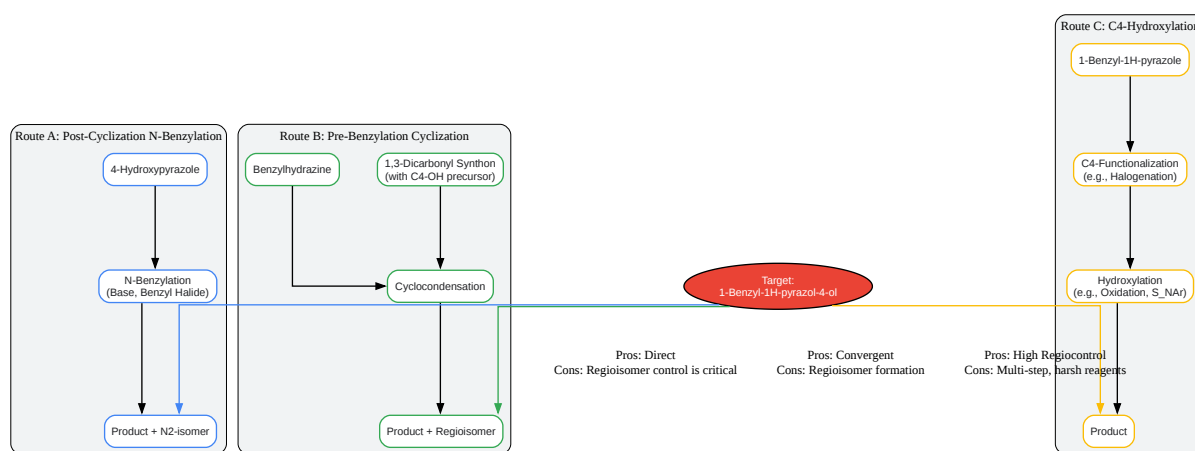 Route A: Post-Cyclization N-Benzylation
4-Hydroxypyrazole
N-Benzylation
(Base, Benzyl Halide)
Product + N2-isomer
Route B: Pre-Benzylation Cyclization
Benzylhydrazine
1,3-Dicarbonyl Synthon
(with C4-OH precursor)
Cyclocondensation
Product + Regioisomer
Target:
1-Benzyl-1H-pyrazol-4-ol
Pros: Direct
Cons: Regioisomer control is critical
Pros: Convergent
Cons: Regioisomer formation
Pros: High Regiocontrol
Cons: Multi-step, harsh reagents
Route C: C4-Hydroxylation
1-Benzyl-1H-pyrazole
C4-Functionalization
(e.g., Halogenation)
Hydroxylation
(e.g., Oxidation, S_NAr)
Product